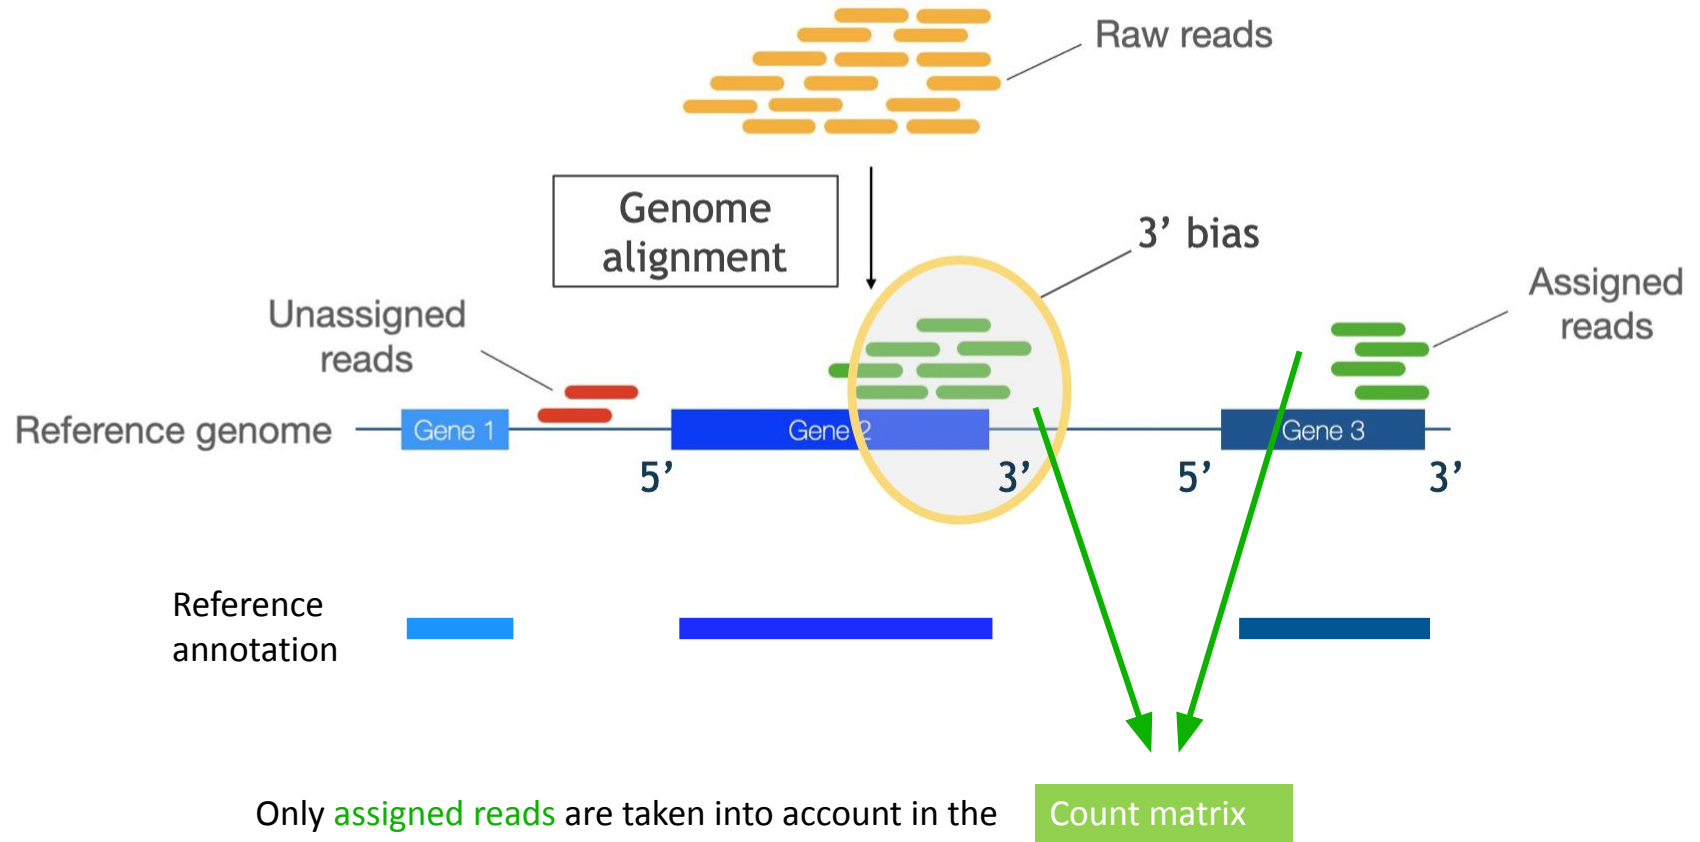 Raw reads
Genome
alignment
3’ bias
Unassigned
reads
Assigned
reads
Reference genome
Gene 1
Gene 2
Gene 3
5’
3’
5’
3’
Reference
annotation
Only assigned reads are taken into account in the Count matrix